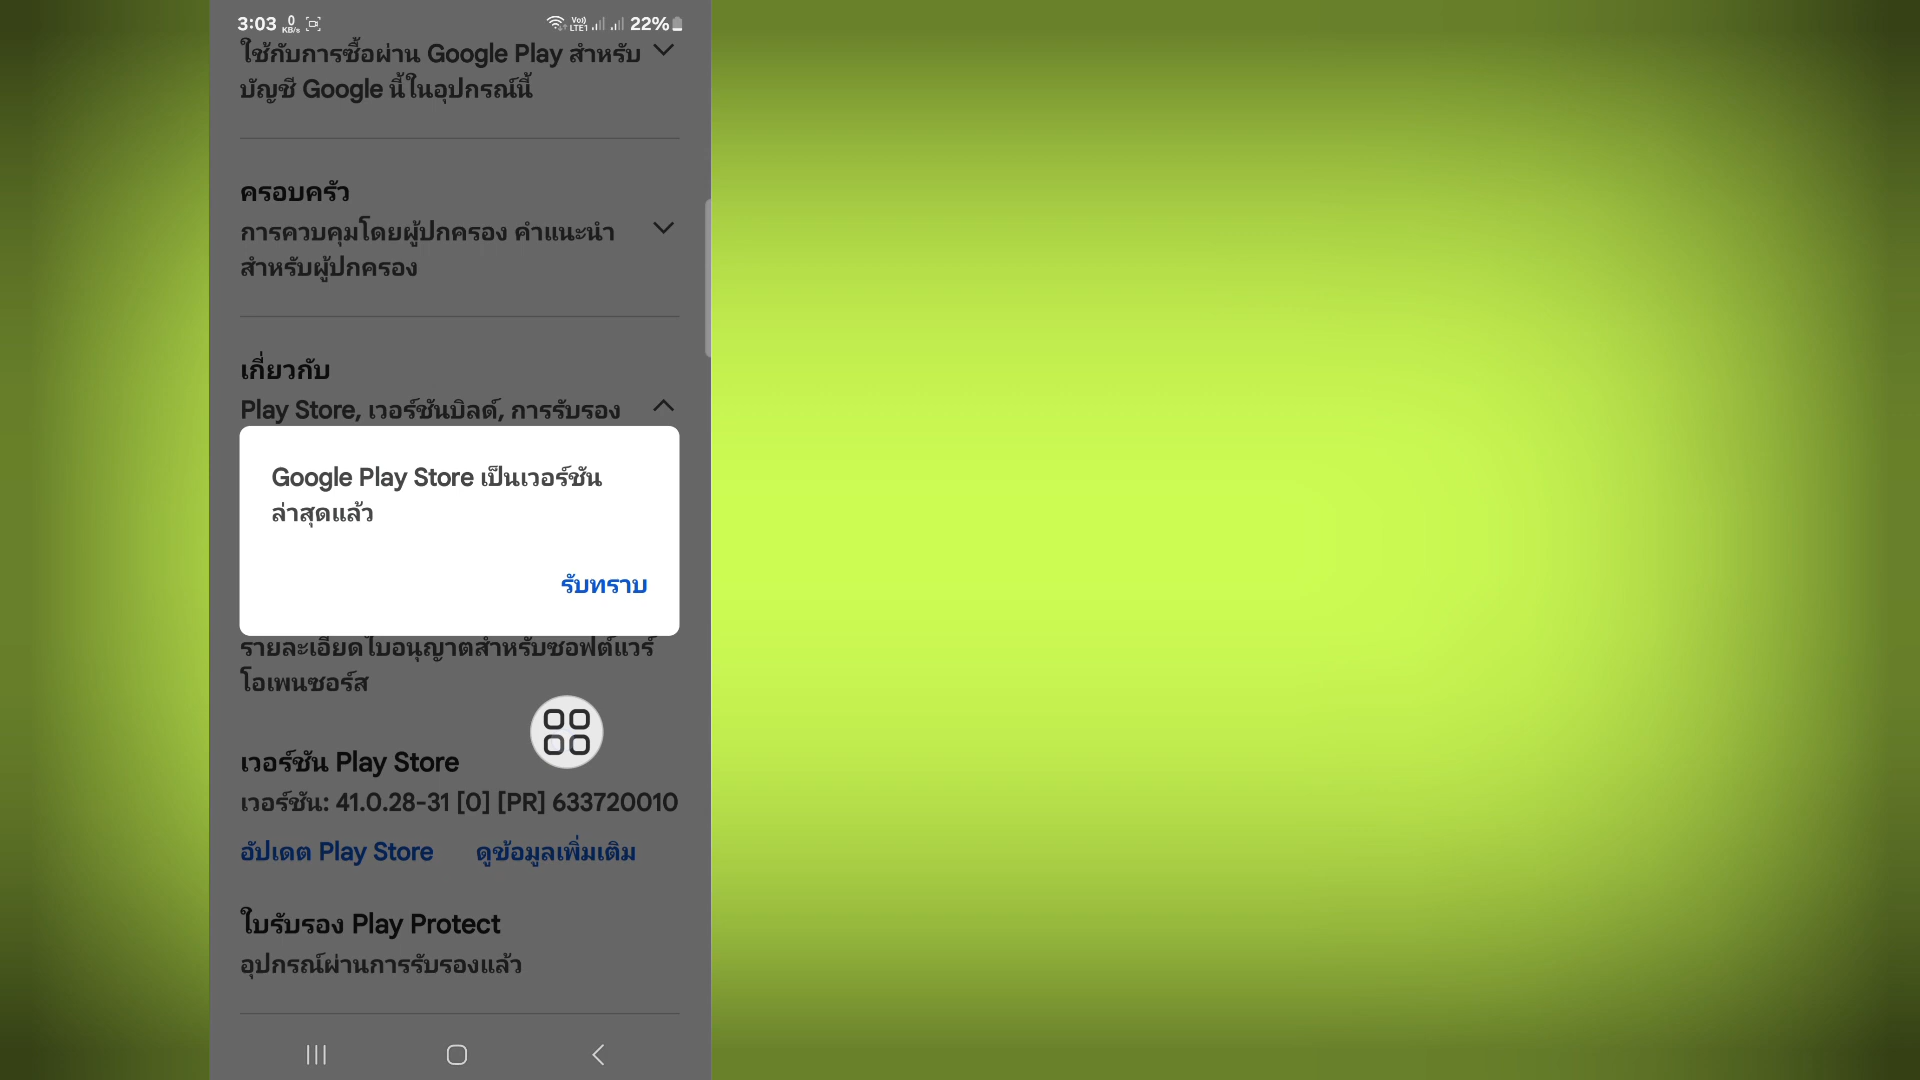 3:03 0 KB/s Vo)) LTE1 22%
ใช้กับการซื้อผ่าน Google Play สำหรับ
บัญชี Google นี้ในอุปกรณ์นี้
ครอบครัว
การควบคุมโดยผู้ปกครอง คำแนะนำ
สำหรับผู้ปกครอง
เกี่ยวกับ
Play Store, เวอร์ชันบิลด์, การรับรอง
Google Play Store เป็นเวอร์ชัน
ล่าสุดแล้ว
รับทราบ
รายละเอียดใบอนุญาตสำหรับซอฟต์แวร์
โอเพนซอร์ส
เวอร์ชัน Play Store
เวอร์ชัน: 41.0.28-31 [0] [PR] 633720010
อัปเดต Play Store ดูข้อมูลเพิ่มเติม
ใบรับรอง Play Protect
อุปกรณ์ผ่านการรับรองแล้ว